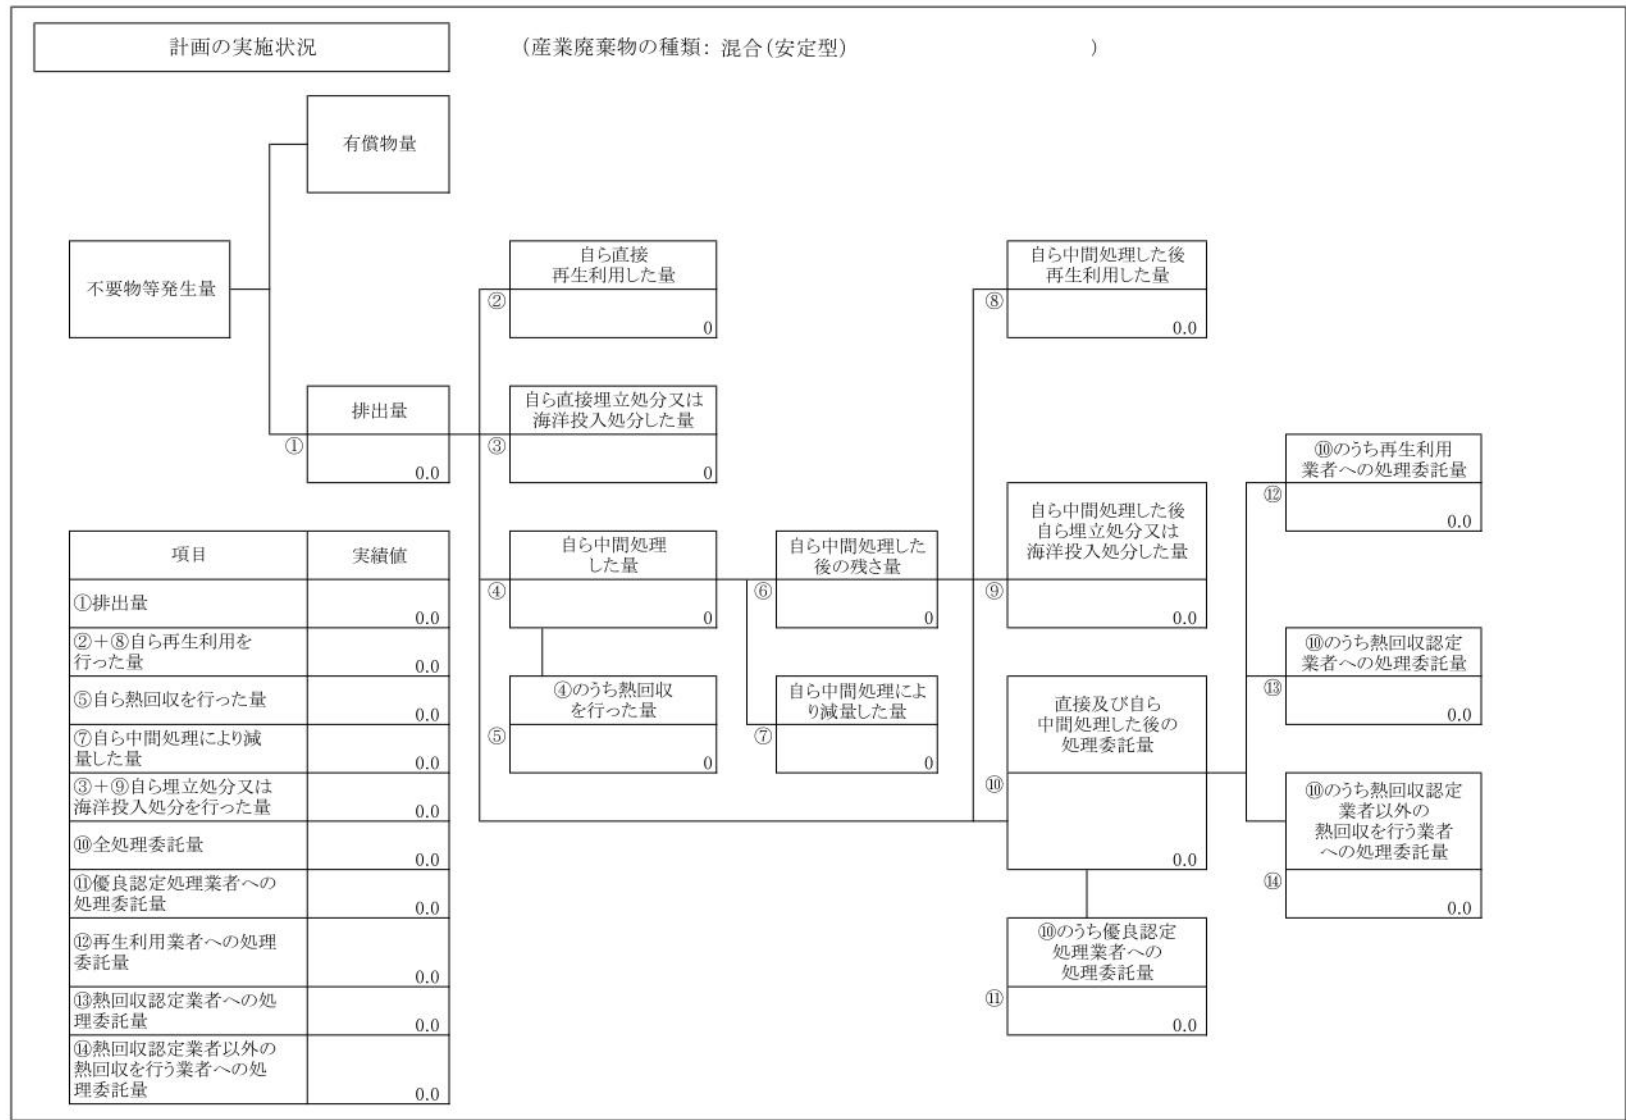 計画の実施状況
(産業廃棄物の種類: 混合(安定型) )
有償物量
不要物等発生量
排出量
①
0.0
自ら直接
再生利用した量
②
0
自ら直接埋立処分又は
海洋投入処分した量
③
0
自ら中間処理
した量
④
0
④のうち熱回収
を行った量
⑤
0
自ら中間処理した
後の残さ量
⑥
0
自ら中間処理によ
り減量した量
⑦
0
自ら中間処理した後
再生利用した量
⑧
0.0
自ら中間処理した後
自ら埋立処分又は
海洋投入処分した量
⑨
0.0
直接及び自ら
中間処理した後の
処理委託量
⑩
0.0
⑩のうち優良認定
処理業者への
処理委託量
⑪
0.0
⑩のうち再生利用
業者への処理委託量
⑫
0.0
⑩のうち熱回収認定
業者への処理委託量
⑬
0.0
⑩のうち熱回収認定
業者以外の
熱回収を行う業者
への処理委託量
⑭
0.0
項目 実績値
①排出量
0.0
②+⑧自ら再生利用を
行った量
0.0
⑤自ら熱回収を行った量
0.0
⑦自ら中間処理により減
量した量
0.0
③+⑨自ら埋立処分又は
海洋投入処分を行った量
0.0
⑩全処理委託量
0.0
⑪優良認定処理業者への
処理委託量
0.0
⑫再生利用業者への処理
委託量
0.0
⑬熱回収認定業者への処
理委託量
0.0
⑭熱回収認定業者以外の
熱回収を行う業者への処
理委託量
0.0